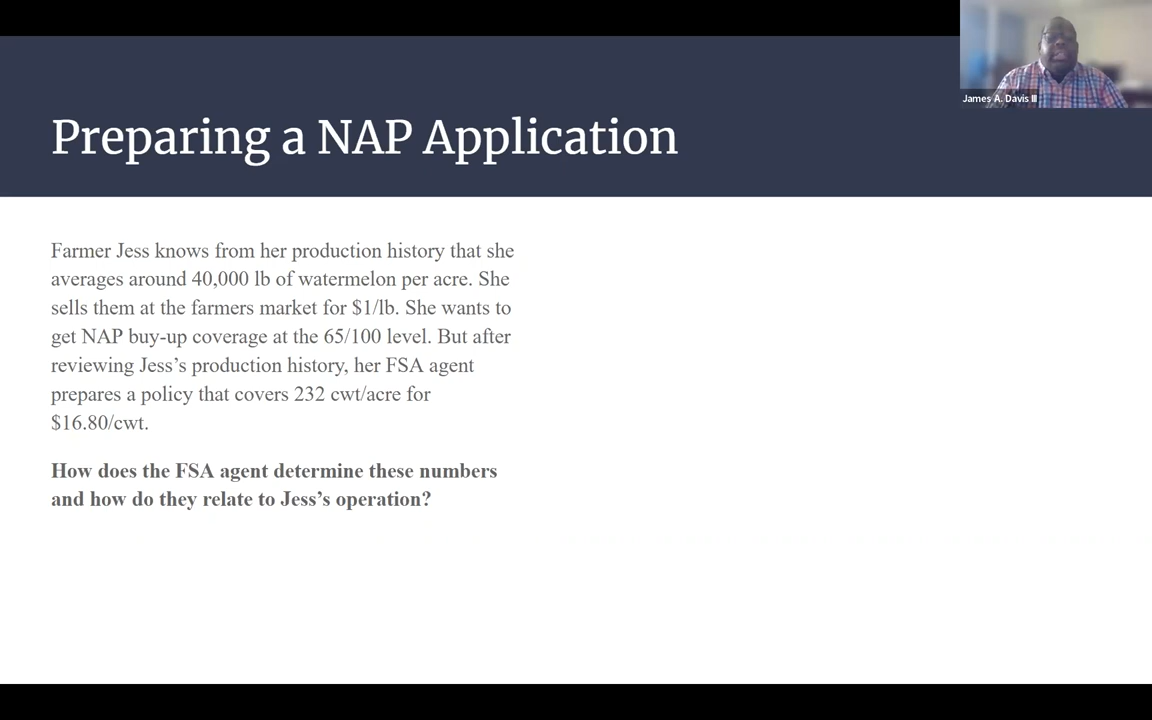 Preparing a NAP Application
James A. Davis III
Farmer Jess knows from her production history that she
averages around 40,000 lb of watermelon per acre. She
sells them at the farmers market for $1/lb. She wants to
get NAP buy-up coverage at the 65/100 level. But after
reviewing Jess’s production history, her FSA agent
prepares a policy that covers 232 cwt/acre for
$16.80/cwt.
How does the FSA agent determine these numbers
and how do they relate to Jess’s operation?